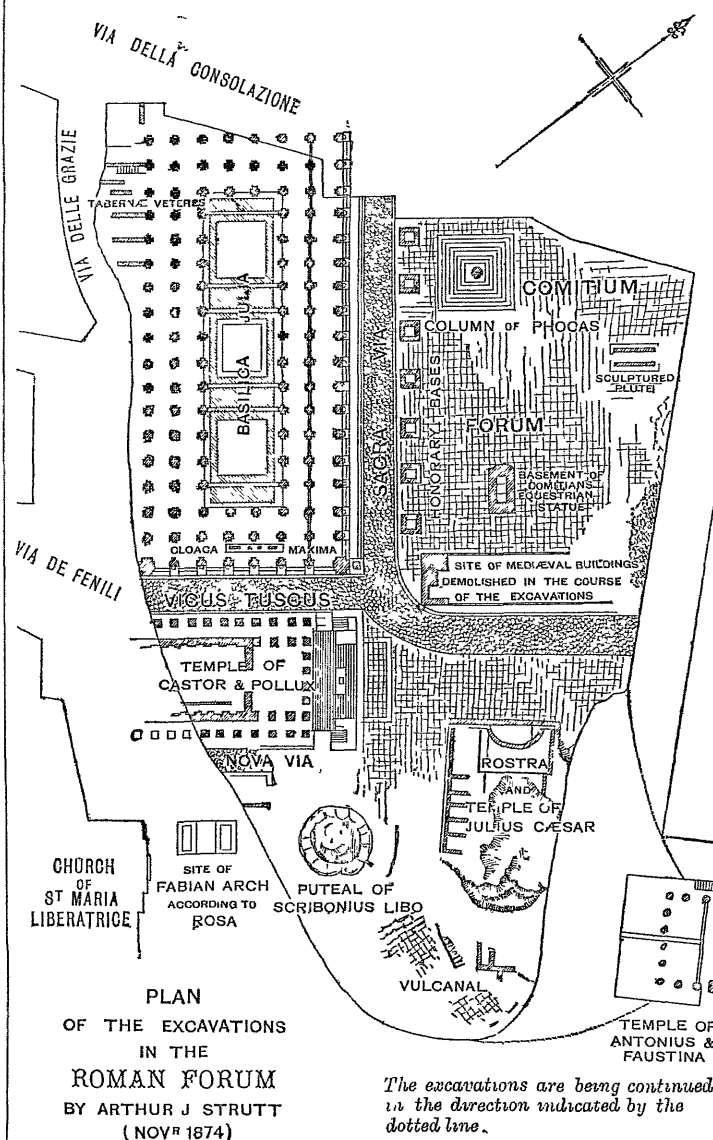 VIA DELLA CONSOLAZIONE
VIA DELLE GRAZIE
TABERNÆ VETERES
BASILICA JULIA
SACRA VIA
COMITIUM
COLUMN OF PHOCAS
SCULPTURED
PLUTEI
HONORARY BASES
FORUM
BASEMENT OF
DOMITIANS
EQUESTRIAN
STATUE
CLOACA MAXIMA
SITE OF MEDIÆVAL BUILDINGS
DEMOLISHED IN THE COURSE
OF THE EXCAVATIONS
VIA DE FENILI
VICUS TUSCUS
TEMPLE OF
CASTOR & POLLUX
NOVA VIA
ROSTRA
AND
TEMPLE OF
JULIUS CÆSAR
CHURCH
OF
ST MARIA
LIBERATRICE
SITE OF
FABIAN ARCH
ACCORDING TO
ROSA
PUTEAL OF
SCRIBONIUS LIBO
VULCANAL
TEMPLE OF
ANTONIUS &
FAUSTINA
PLAN
OF THE EXCAVATIONS
IN THE
ROMAN FORUM
BY ARTHUR J STRUTT
(NOVR 1874)
The excavations are being continued
in the direction indicated by the
dotted line.